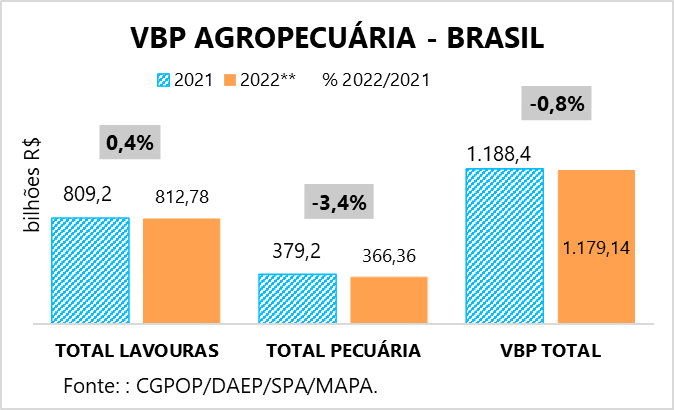 VBP AGROPECUÁRIA - BRASIL
2021 2022** % 2022/2021
bilhões R$
0,4%
-3,4%
-0,8%
809,2 812,78
379,2 366,36
1.188,4 1.179,14
TOTAL LAVOURAS TOTAL PECUÁRIA VBP TOTAL
Fonte: : CGPOP/DAEP/SPA/MAPA.